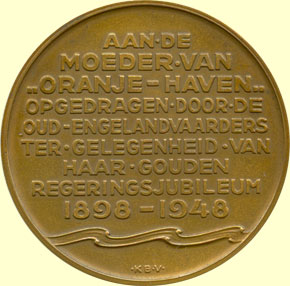 AAN·DE
MOEDER·VAN
„ORANJE-HAVEN„
OPGEDRAGEN·DOOR·DE
OUD-ENGELANDVAARDERS
TER·GELEGENHEID·VAN
HAAR·GOUDEN
REGERINGSJUBILEUM
1898-1948
·K·B·V·